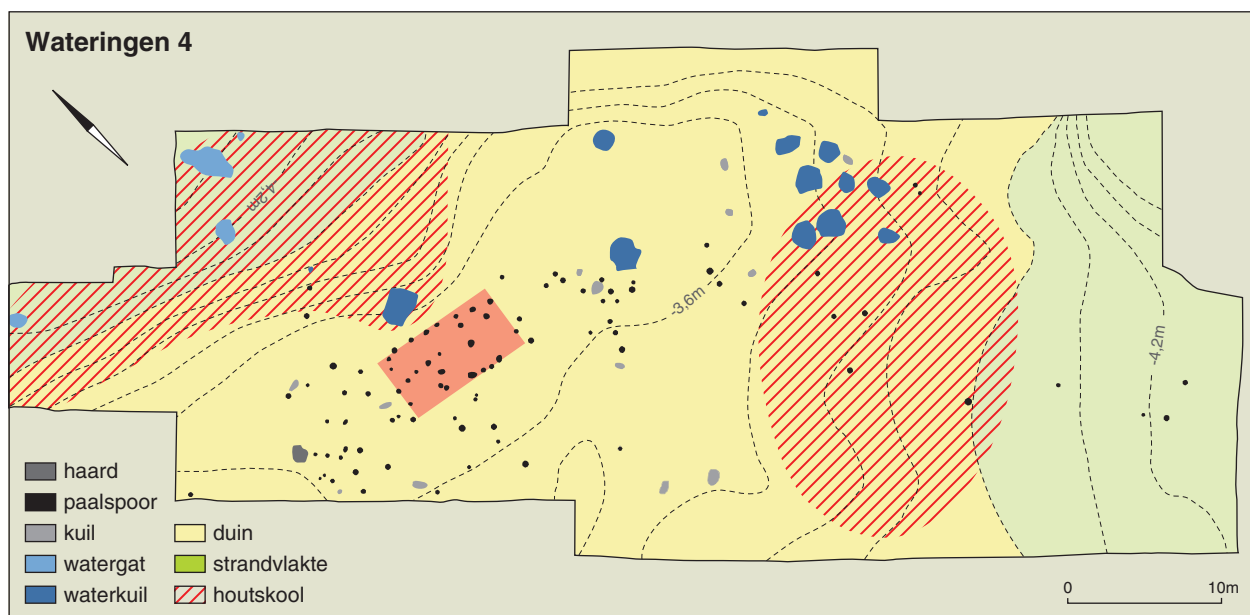 Wateringen 4
4,2m
-3,6m
-4,2m
haard
paalspoor
kuil
watergat
waterkuil
duin
strandvlakte
houtskool
0 10m